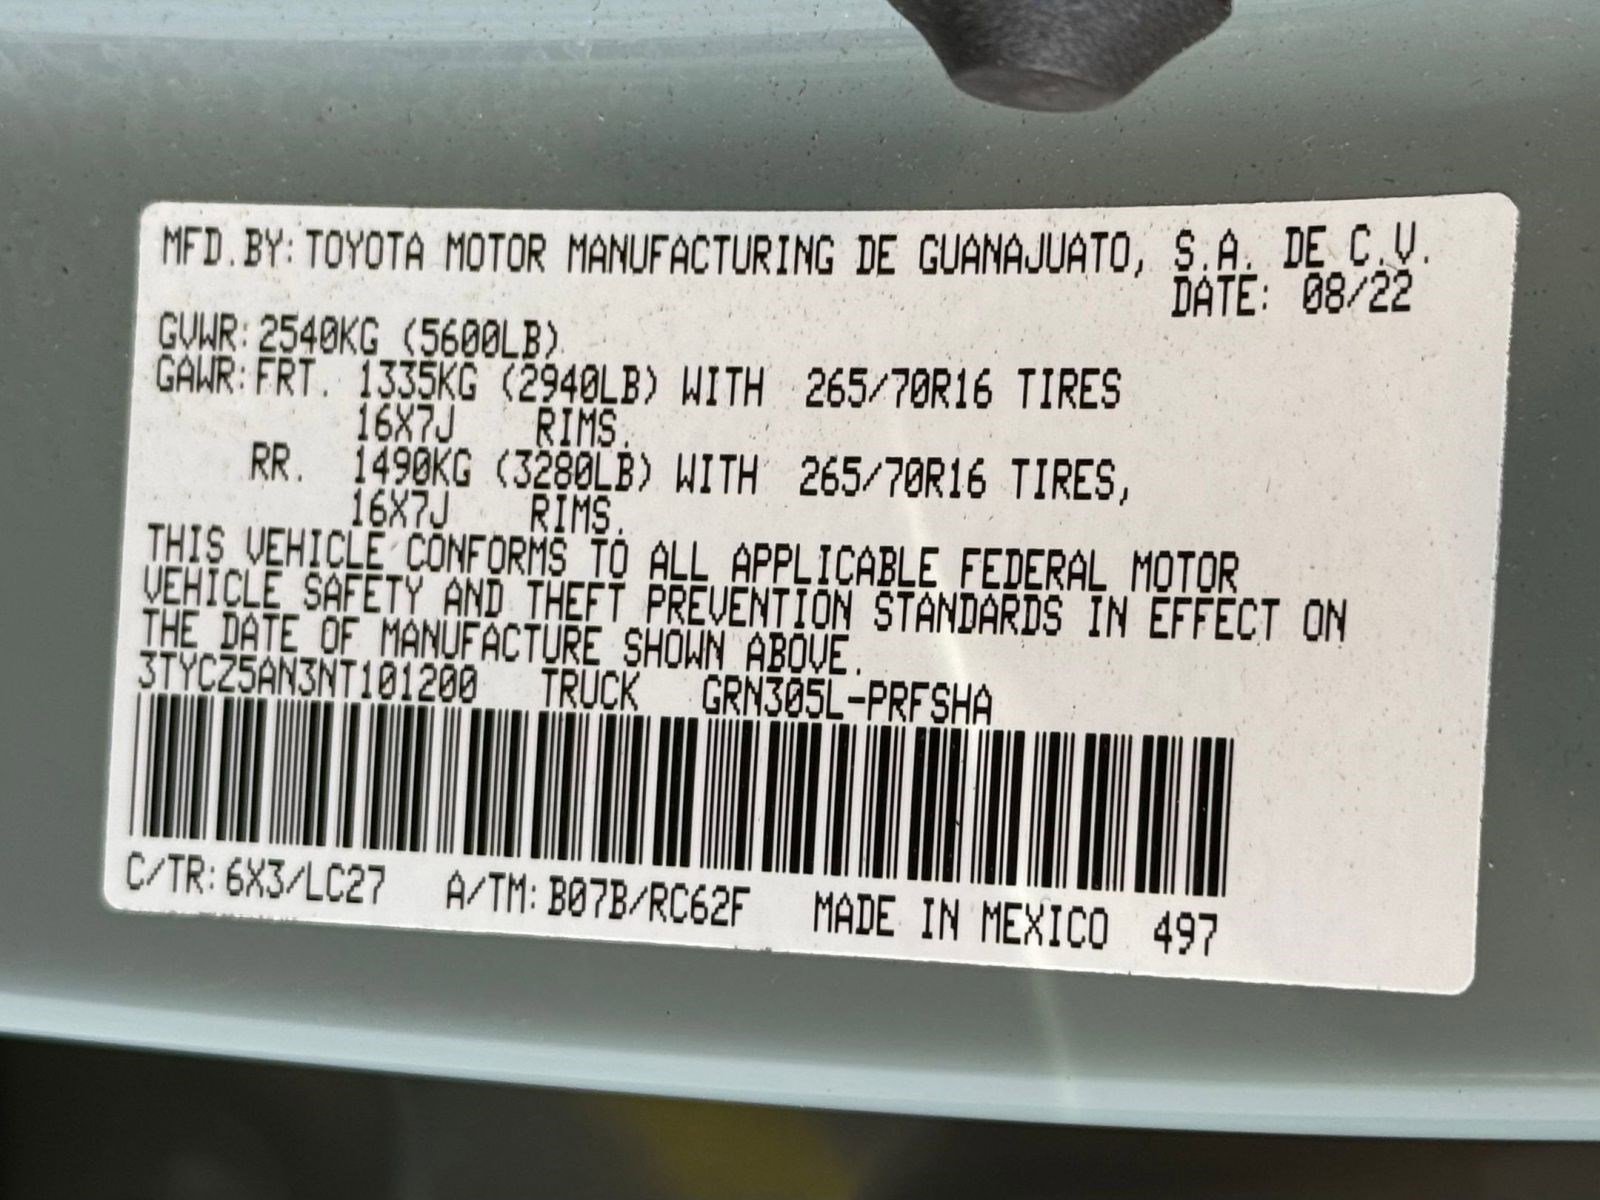 MFD.BY: TOYOTA MOTOR MANUFACTURING DE GUANAJUATO, S.A. DE C.V.
DATE: 08/22
GVWR: 2540KG (5600LB)
GAWR: FRT. 1335KG (2940LB) WITH 265/70R16 TIRES
16X7J RIMS.
RR. 1490KG (3280LB) WITH 265/70R16 TIRES,
16X7J RIMS.
THIS VEHICLE CONFORMS TO ALL APPLICABLE FEDERAL MOTOR
VEHICLE SAFETY AND THEFT PREVENTION STANDARDS IN EFFECT ON
THE DATE OF MANUFACTURE SHOWN ABOVE.
3TYCZ5AN3NT101200 TRUCK GRN305L-PRFSHA
C/TR: 6X3/LC27 A/TM: B07B/RC62F MADE IN MEXICO 497